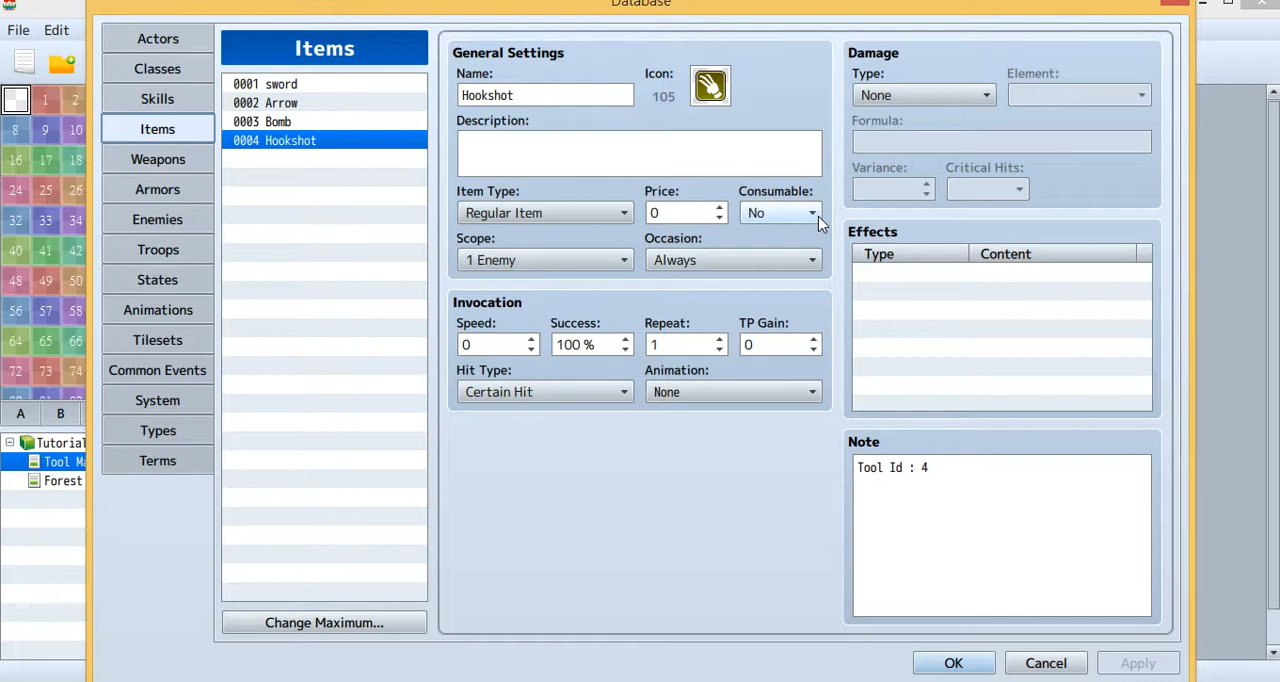 Database
File Edit
Actors
Classes
Skills
Items
Weapons
Armors
Enemies
Troops
States
Animations
Tilesets
Common Events
System
Types
Terms
1 2
8 9 10
16 17 18
24 25 26
32 33 34
40 41 42
48 49 50
56 57 58
64 65 66
72 73 74
A B
Tutorial
Tool Ma
Forest
Items
0001 sword
0002 Arrow
0003 Bomb
0004 Hookshot
Change Maximum...
General Settings
Name: Icon:
Hookshot 105
Description:
Item Type: Price: Consumable:
Regular Item 0 No
Scope: Occasion:
1 Enemy Always
Invocation
Speed: Success: Repeat: TP Gain:
0 100 % 1 0
Hit Type: Animation:
Certain Hit None
Damage
Type: Element:
None
Formula:
Variance: Critical Hits:
Effects
Type Content
Note
Tool Id : 4
OK Cancel Apply